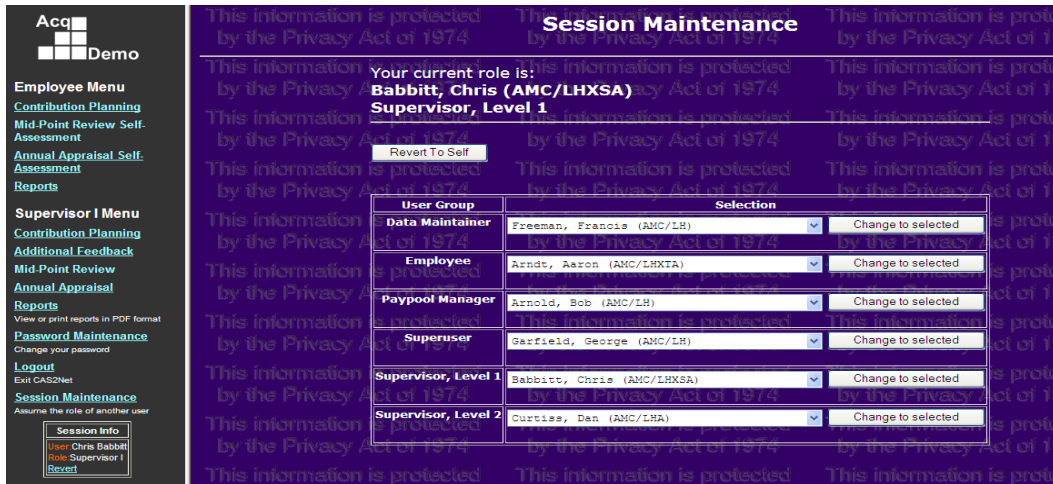 Acq
Demo
Employee Menu
Contribution Planning
Mid-Point Review Self-
Assessment
Annual Appraisal Self-
Assessment
Reports
Supervisor I Menu
Contribution Planning
Additional Feedback
Mid-Point Review
Annual Appraisal
Reports
View or print reports in PDF format
Password Maintenance
Change your password
Logout
Exit CAS2Net
Session Maintenance
Assume the role of another user
Session Info
User:Chris Babbitt
Role:Supervisor I
Revert
This information is protected
by the Privacy Act of 1974
Session Maintenance
Your current role is:
Babbitt, Chris (AMC/LHXSA)
Supervisor, Level 1
Revert To Self
User Group Selection
Data Maintainer Freeman, Francis (AMC/LH) Change to selected
Employee Arndt, Aaron (AMC/LHXTA) Change to selected
Paypool Manager Arnold, Bob (AMC/LH) Change to selected
Superuser Garfield, George (AMC/LH) Change to selected
Supervisor, Level 1 Babbitt, Chris (AMC/LHXSA) Change to selected
Supervisor, Level 2 Curtiss, Dan (AMC/LHA) Change to selected